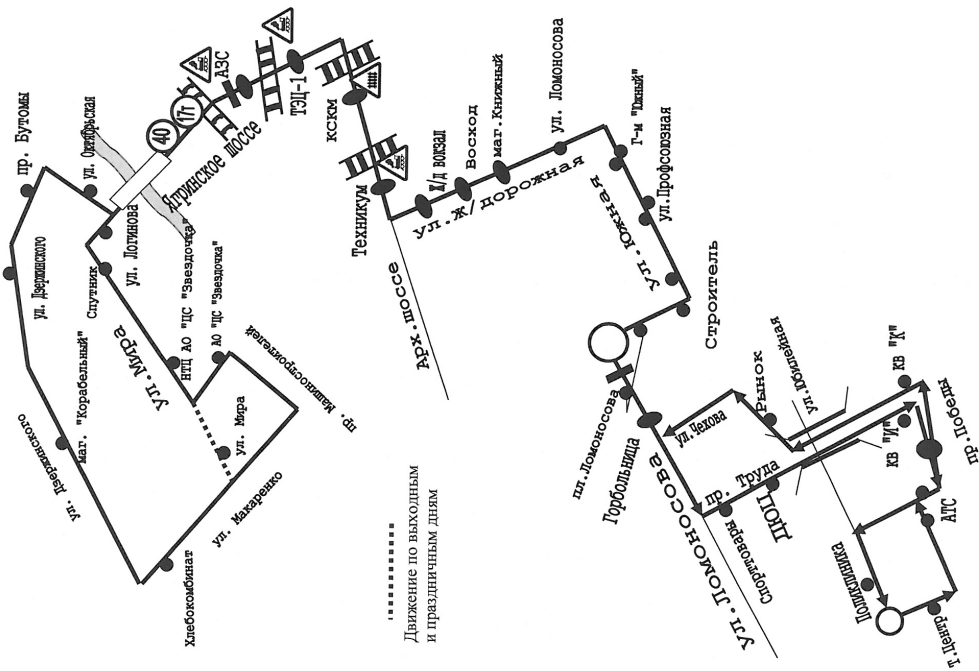 пр. Бутомы
ул. Октябрьская
ул. Дзержинского
Ягринское шоссе
40
17т
АЗС
ТЭЦ-1
КСКМ
Техникум
Ж/Д вокзал
Восход
маг.Книжный
ул. Ломоносова
ул.ж/дорожная
Г-м "Южный"
ул.Профсоюзная
ул.Южная
Строитель
Арх.шоссе
ул. Логинова
Спутник
НТЦ АО "ЦС "Звездочка"
АО "ЦС "Звездочка"
ул.Мира
маг. "Корабельный"
ул. Дзержинского
пр. Машиностроителей
ул. Мира
ул. Макаренко
Хлебокомбинат
Движение по выходным
и праздничным дням
пл.Ломоносова
Горбольница
ул.Ломоносова
ул.Чехова
Рынок
ул.Юбилейная
кв "К"
кв "И"
пр.Победы
пр. Труда
ДЮЦ
Спорттовары
АТС
Поликлиника
Г.Центр